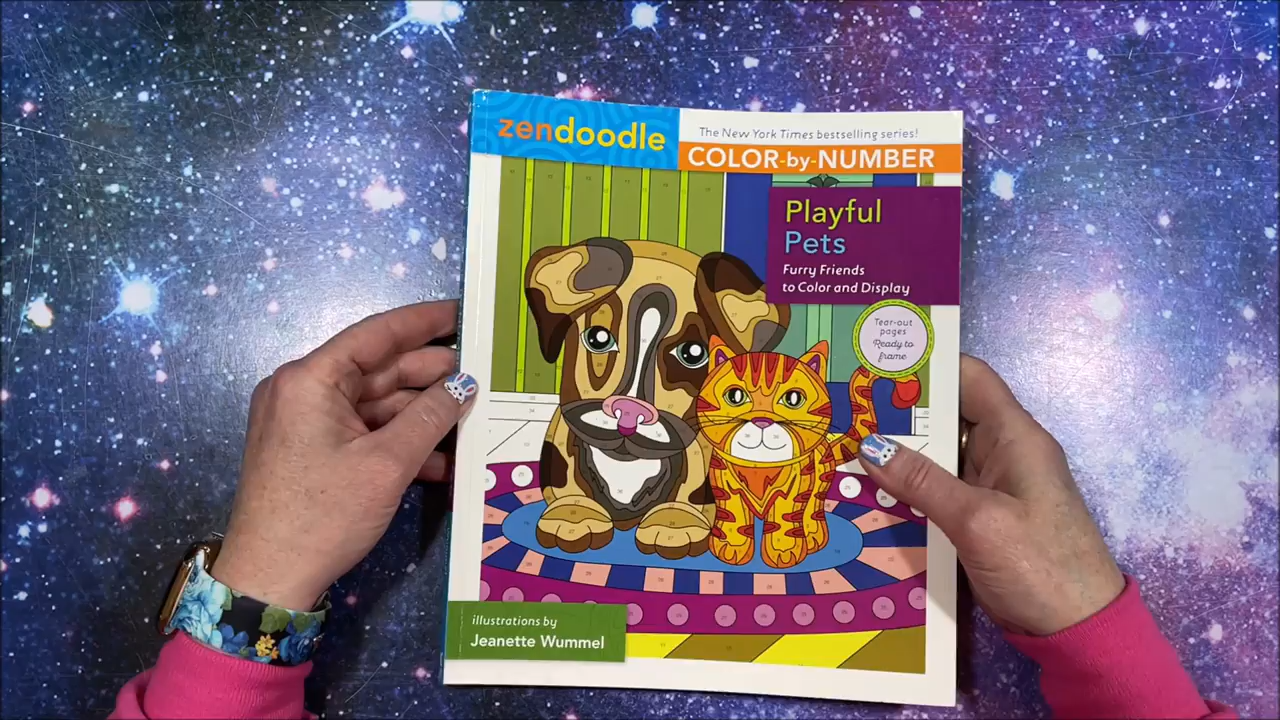 zendoodle
The New York Times bestselling series!
COLOR-by-NUMBER
Playful
Pets
Furry Friends
to Color and Display
Tear-out
pages
Ready to
frame
illustrations by
Jeanette Wummel